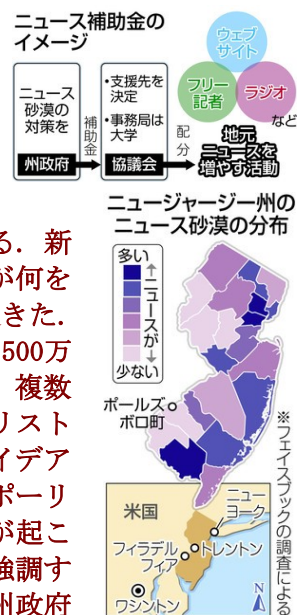 ニュース補助金の
イメージ
ニュース
砂漠の
対策を
州政府
補助金
・支援先を
決定
・事務局は
大学
協議会
配分
ウェブ
サイト
フリー
記者
ラジオ
など
地元
ニュースを
増やす活動
ニュージャージー州の
ニュース砂漠の分布
多い
ニュースが
少ない
ポールズ
ボロ町
米国
ニュー
ヨーク
フィラデル
フィア
トレントン
ワシントン
N
※フェイスブックの調査による
る．新
が何を
きた．
500万
複数
リスト
イデア
ポーリ
が起こ
強調す
州政府